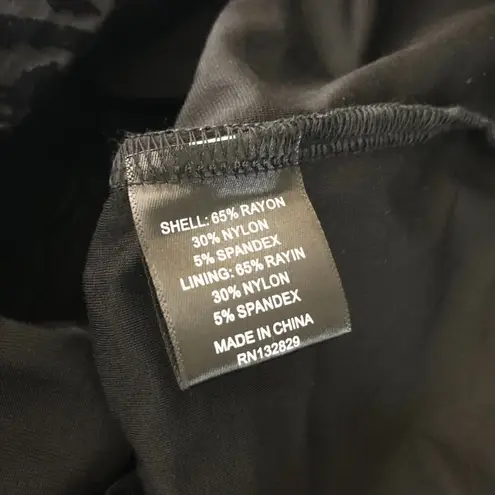 SHELL: 65% RAYON
30% NYLON
5% SPANDEX
LINING: 65% RAYIN
30% NYLON
5% SPANDEX
MADE IN CHINA
RN132829